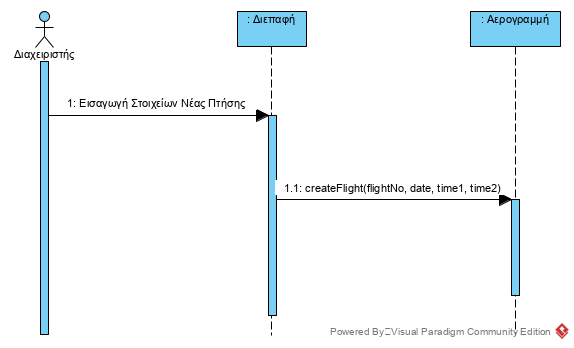 : Διεπαφή
: Αερογραμμή
Διαχειριστής
1: Εισαγωγή Στοιχείων Νέας Πτήσης
1.1: createFlight(flightNo, date, time1, time2)
Powered By Visual Paradigm Community Edition